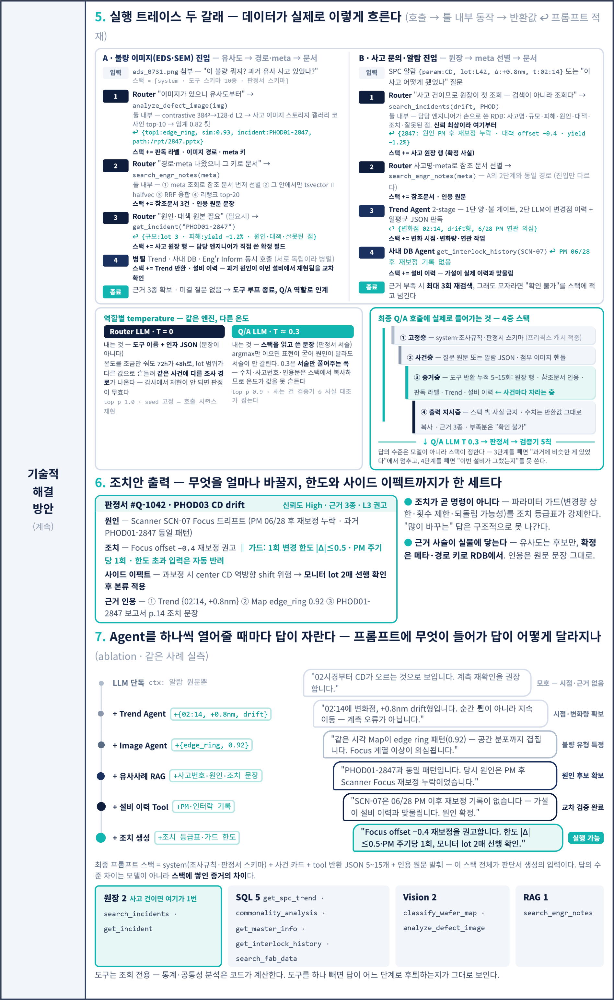 기술적
해결
방안
(계속)
5. 실행 트레이스 두 갈래 — 데이터가 실제로 이렇게 흐른다 (호출 → 툴 내부 동작 → 반환값 ↩ 프롬프트 적
재)
A · 불량 이미지(EDS·SEM) 진입 — 유사도 → 경로·meta → 문서
입력
eds_0731.png 첨부 — "이 불량 뭐지? 과거 유사 사고 있었나?"
스택 = [system · 도구 스키마 10종 · 판정서 스키마]
1
Router "이미지가 있으니 유사도부터" →
analyze_defect_image(img)
툴 내부 — contrastive 384²→128-d L2 → 사고 이미지 스토리지 갤러리 코
사인 top-10 → 임계 0.82 컷
↩ {top1:edge_ring, sim:0.93, incident:PHOD01-2847,
path:/rpt/2847.pptx}
스택 += 판독 라벨 · 이미지 경로 · meta 키
2
Router "경로·meta 나왔으니 그 키로 문서" →
search_engr_notes(meta)
툴 내부 — ① meta 조회로 참조 문서 먼저 선별 ② 그 안에서만 tsvector ∥
halfvec ③ RRF 융합 ④ 리랭크 top-20
스택 += 참조문서 3건 · 인용 원문 문장
3
Router "원인·대책 원본 필요" (필요시) →
get_incident("PHOD01-2847")
↩ {규모:lot 3 · 피해:yield −1.2% · 원인·대책·잘못된 점}
스택 += 사고 원장 행 — 담당 엔지니어가 직접 쓴 확정 필드
4
병렬 Trend · 사내 DB · Eng'r Inform 동시 호출 (서로 독립이라 병렬)
스택 += Trend 반환 · 설비 이력 — 과거 원인이 이번 설비에서 재현됨을 교차
확인
종료
근거 3종 확보 · 미결 질문 없음 → 도구 루프 종료, Q/A 역할로 인계
B · 사고 문의·알람 진입 — 원장 → meta 선별 → 문서
입력
SPC 알람 {param:CD, lot:L42, Δ:+0.8nm, t:02:14} 또는 "이
사고 어떻게 됐었나" 질문
1
Router "사고 건이므로 원장이 첫 조회 — 검색이 아니라 조회다" →
search_incidents(drift, PHOD)
툴 내부 — 담당 엔지니어가 손으로 쓴 RDB: 사고명·규모·피해·원인·대책·
조치·잘못된 점. 신뢰 최상이라 여기부터
↩ {2847: 원인 PM 후 재보정 누락 · 대책 offset −0.4 · yield
−1.2%}
스택 += 사고 원장 행 (확정 사실)
2
Router 사고명·meta로 참조 문서 선별 →
search_engr_notes(meta) — A의 2단계와 동일 경로 (진입만 다르
다)
스택 += 참조문서 · 인용 원문
3
Trend Agent 2-stage — 1단 양·불 게이트, 2단 LLM이 변경점 이력 +
일평균 JSON 판독
↩ {변화점 02:14, drift형, 6/28 PM 연관 의심}
스택 += 변화 시점·변화량·연관 작업
4
사내 DB Agent get_interlock_history(SCN-07) ↩ PM 06/28
후 재보정 기록 없음
스택 += 설비 이력 — 가설이 실제 이력과 맞물림
종료
근거 부족 시 최대 3회 재검색, 그래도 모자라면 "확인 불가"를 스택에 적
고 넘긴다
역할별 temperature — 같은 엔진, 다른 온도
Router LLM · T = 0
내는 것 — 도구 이름 + 인자 JSON (문장이
아니다)
온도를 조금만 줘도 72h가 48h로, lot 범위가
다른 값으로 흔들려 같은 사건에 다른 조사 경
로가 나온다 — 감사에서 재현이 안 되면 판정
이 무효다
top_p 1.0 · seed 고정 — 호출 시퀀스
재현
Q/A LLM · T ≈ 0.3
내는 것 — 스택을 읽고 쓴 문장 (판정서 서술)
argmax만 이으면 표현이 굳어 원인이 달라도
서술이 안 갈린다. 0.3은 서술만 풀어주는 폭
— 수치·사고번호·인용문은 스택에서 복사하
므로 온도가 값을 못 흔든다
top_p 0.9 · 새는 건 검증기 ③ 사실 대조
가 잡는다
최종 Q/A 호출에 실제로 들어가는 것 — 4층 스택
① 고정층 — system·조사규칙·판정서 스키마 (프리픽스 캐시 적중)
② 사건층 — 질문 원문 또는 알람 JSON · 첨부 이미지 핸들
③ 증거층 — 도구 반환 누적 5~15회: 원장 행 · 참조문서 인용 ·
판독 라벨 · Trend · 설비 이력 ← 사건마다 자라는 층
④ 출력 지시층 — 스택 밖 사실 금지 · 수치는 반환값 그대로
복사 · 근거 3종 · 부족분은 "확인 불가"
↓ Q/A LLM T 0.3 → 판정서 → 검증기 5칙
답의 수준은 모델이 아니라 스택이 정한다 — 3단계를 빼면 "과거에 비슷한 게 있었
다"에서 멈추고, 4단계를 빼면 "이번 설비가 그랬는지"를 못 쓴다.
6. 조치안 출력 — 무엇을 얼마나 바꿀지, 한도와 사이드 이펙트까지가 한 세트다
판정서 #Q-1042 · PHOD03 CD drift
신뢰도 High · 근거 3종 · L3 권고
원인 — Scanner SCN-07 Focus 드리프트 (PM 06/28 후 재보정 누락 · 과거
PHOD01-2847 동일 패턴)
조치 — Focus offset −0.4 재보정 권고 ‖ 가드: 1회 변경 한도 |Δ|≤0.5 · PM 주기
당 1회 · 한도 초과 입력은 자동 반려
사이드 이펙트 — 과보정 시 center CD 역방향 shift 위험 → 모니터 lot 2매 선행 확인
후 본류 적용
근거 인용 — ① Trend {02:14, +0.8nm} ② Map edge_ring 0.92 ③ PHOD01-
2847 보고서 p.14 조치 문장
● 조치가 곧 명령이 아니다 — 파라미터 가드(변경량 상
한·횟수 제한·되돌림 가능성)를 조치 등급표가 강제한다.
"많이 바꾸는" 답은 구조적으로 못 나간다.
● 근거 사슬이 실물에 닿는다 — 유사도는 후보만, 확정
은 메타·경로 키로 RDB에서. 인용은 원문 문장 그대로.
7. Agent를 하나씩 열어줄 때마다 답이 자란다 — 프롬프트에 무엇이 들어가 답이 어떻게 달라지나
(ablation · 같은 사례 실측)
LLM 단독 ctx: 알람 원문뿐
"02시경부터 CD가 오르는 것으로 보입니다. 계측 재확인을 권장
합니다."
모호 — 시점·근거 없음
+ Trend Agent +{02:14, +0.8nm, drift}
"02:14에 변화점, +0.8nm drift형입니다. 순간 튐이 아니라 지속
이동 — 계측 오류가 아닙니다."
시점·변화량 확보
+ Image Agent +{edge_ring, 0.92}
"같은 시각 Map이 edge ring 패턴(0.92) — 공간 분포까지 겹칩
니다. Focus 계열 이상이 의심됩니다."
불량 유형 특정
+ 유사사례 RAG +사고번호·원인·조치 문장
"PHOD01-2847과 동일 패턴입니다. 당시 원인은 PM 후
Scanner Focus 재보정 누락이었습니다."
원인 후보 확보
+ 설비 이력 Tool +PM·인터락 기록
"SCN-07은 06/28 PM 이후 재보정 기록이 없습니다 — 가설
이 설비 이력과 맞물립니다. 원인 확정."
교차 검증 완료
+ 조치 생성 +조치 등급표·가드 한도
"Focus offset −0.4 재보정을 권고합니다. 한도 |Δ|
≤0.5·PM 주기당 1회, 모니터 lot 2매 선행 확인."
실행 가능
최종 프롬프트 스택 = system(조사규칙·판정서 스키마) + 사건 카드 + tool 반환 JSON 5~15개 + 인용 원문 발췌 — 이 스택 전체가 판단서 생성의 입력이다. 답의 수
준 차이는 모델이 아니라 스택에 쌓인 증거의 차이다.
원장 2 사고 건이면 여기가 1번
search_incidents ·
get_incident
SQL 5 get_spc_trend ·
commonality_analysis ·
get_master_info ·
get_interlock_history ·
search_fab_data
Vision 2
classify_wafer_map ·
analyze_defect_image
RAG 1
search_engr_notes
도구는 조회 전용 — 통계·공통성 분석은 코드가 계산한다. 도구를 하나 빼면 답이 어느 단계로 후퇴하는지가 그대로 보인다.